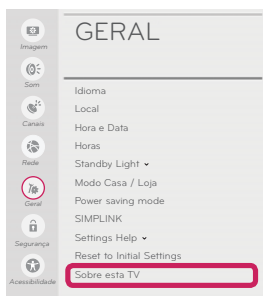 GERAL
Imagem
Som
Canais
Rede
Geral
Segurança
Acessibilidade
Idioma
Local
Hora e Data
Horas
Standby Light
Modo Casa / Loja
Power saving mode
SIMPLINK
Settings Help
Reset to Initial Settings
Sobre esta TV